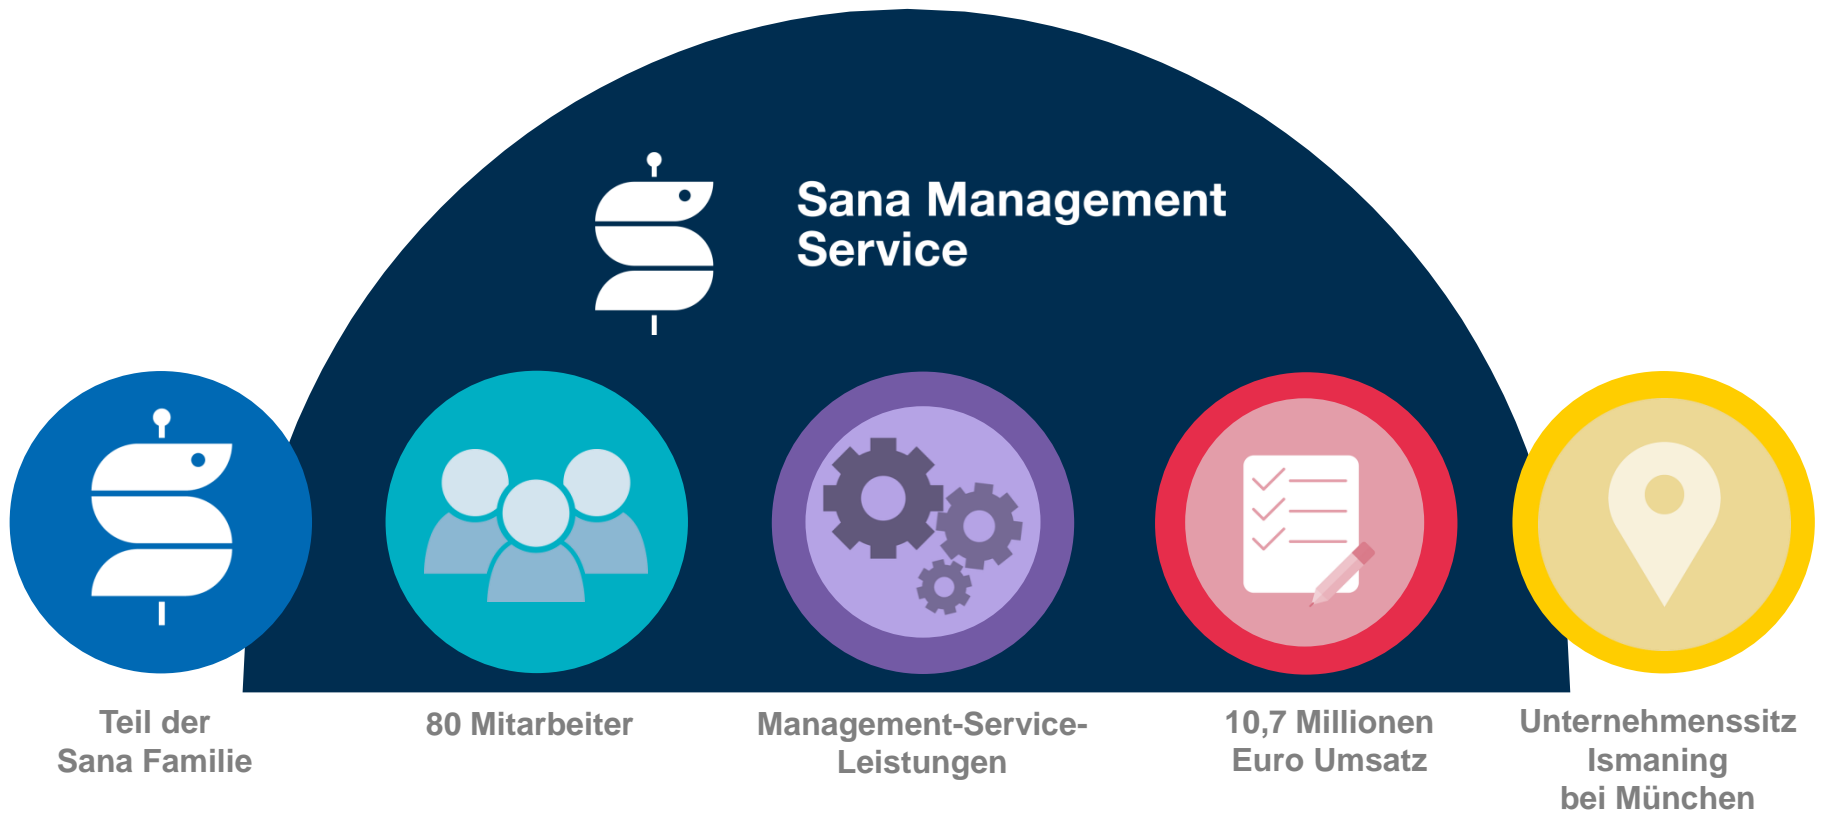 Sana Management
Service
Teil der
Sana Familie
80 Mitarbeiter
Management-Service-
Leistungen
10,7 Millionen
Euro Umsatz
Unternehmenssitz
Ismaning
bei München